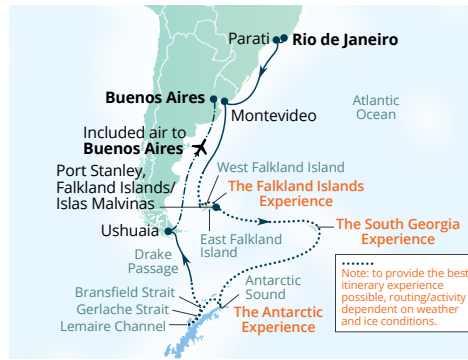 Parati
Rio de Janeiro
Buenos Aires
Montevideo
Atlantic
Ocean
Included air to
Buenos Aires
West Falkland Island
Port Stanley,
Falkland Islands/
Islas Malvinas
The Falkland Islands
Experience
The South Georgia
Experience
Ushuaia
East Falkland
Island
Drake
Passage
Antarctic
Sound
Bransfield Strait
Gerlache Strait
Lemaire Channel
The Antarctic
Experience
Note: to provide the best
itinerary experience
possible, routing/activity
dependent on weather
and ice conditions.